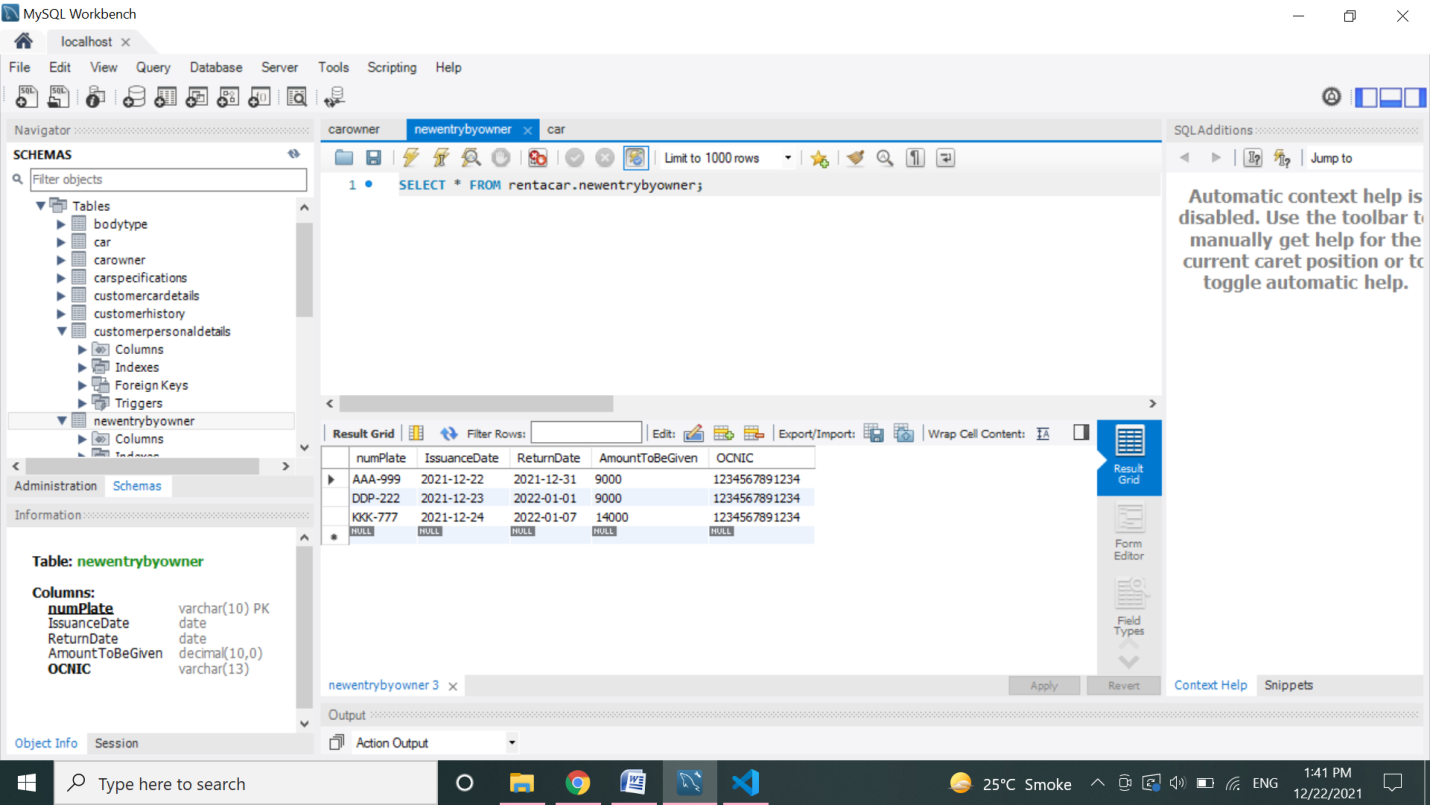 MySQL Workbench
localhost
File Edit View Query Database Server Tools Scripting Help
Navigator
SCHEMAS
Filter objects
Tables
bodytype
car
carowner
carspecifications
customercardetails
customerhistory
customerpersonaldetails
Columns
Indexes
Foreign Keys
Triggers
newentrybyowner
Columns
Indexes
Administration Schemas
Information
Table: newentrybyowner
Columns:
numPlate varchar(10) PK
IssuanceDate date
ReturnDate date
AmountToBeGiven decimal(10,0)
OCNIC varchar(13)
Object Info Session
carowner newentrybyowner car
Limit to 1000 rows
1 SELECT * FROM rentacar.newentrybyowner;
Result Grid Filter Rows: Edit: Export/Import: Wrap Cell Content: IA
numPlate IssuanceDate ReturnDate AmountToBeGiven OCNIC
AAA-999 2021-12-22 2021-12-31 9000 1234567891234
DDP-222 2021-12-23 2022-01-01 9000 1234567891234
KKK-777 2021-12-24 2022-01-07 14000 1234567891234
NULL NULL NULL NULL NULL
Result
Grid
Form
Editor
Field
Types
newentrybyowner 3 Apply Revert
Output
Action Output
SQLAdditions
Jump to
Automatic context help is
disabled. Use the toolbar to
manually get help for the
current caret position or to
toggle automatic help.
Context Help Snippets
Type here to search
25°C Smoke
ENG
1:41 PM
12/22/2021